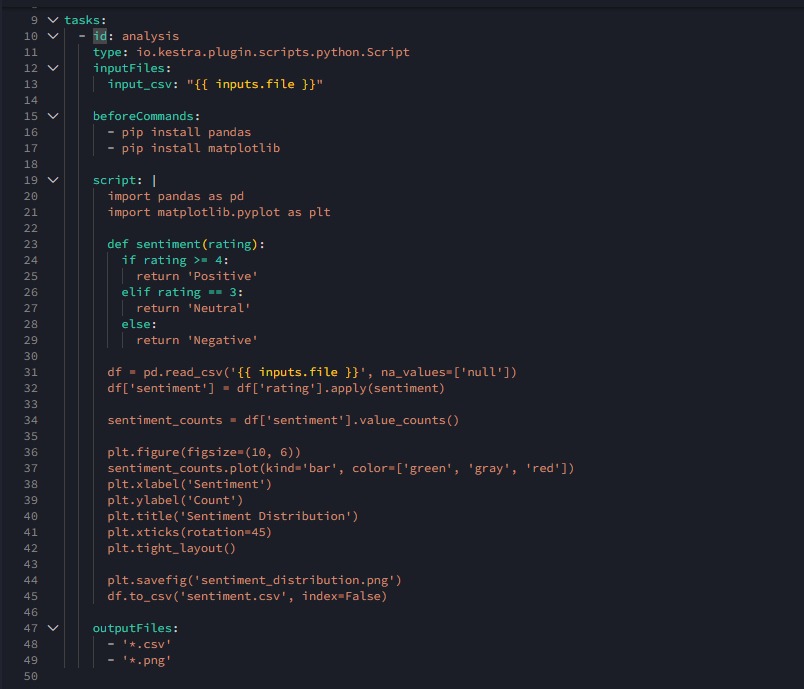 9 tasks:
10   - id: analysis
11     type: io.kestra.plugin.scripts.python.Script
12     inputFiles:
13       input_csv: "{{ inputs.file }}"
14
15     beforeCommands:
16       - pip install pandas
17       - pip install matplotlib
18
19     script: |
20       import pandas as pd
21       import matplotlib.pyplot as plt
22
23       def sentiment(rating):
24         if rating >= 4:
25           return 'Positive'
26         elif rating == 3:
27           return 'Neutral'
28         else:
29           return 'Negative'
30
31       df = pd.read_csv('{{ inputs.file }}', na_values=['null'])
32       df['sentiment'] = df['rating'].apply(sentiment)
33
34       sentiment_counts = df['sentiment'].value_counts()
35
36       plt.figure(figsize=(10, 6))
37       sentiment_counts.plot(kind='bar', color=['green', 'gray', 'red'])
38       plt.xlabel('Sentiment')
39       plt.ylabel('Count')
40       plt.title('Sentiment Distribution')
41       plt.xticks(rotation=45)
42       plt.tight_layout()
43
44       plt.savefig('sentiment_distribution.png')
45       df.to_csv('sentiment.csv', index=False)
46
47     outputFiles:
48       - '*.csv'
49       - '*.png'
50